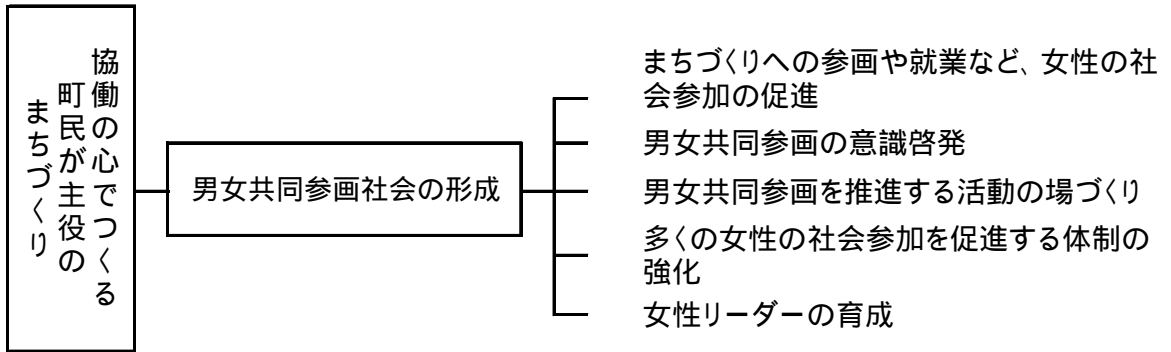 協働の心でつくる
町民が主役の
まちづくり
男女共同参画社会の形成
まちづくりへの参画や就業など、女性の社
会参加の促進
男女共同参画の意識啓発
男女共同参画を推進する活動の場づくり
多くの女性の社会参加を促進する体制の
強化
女性リーダーの育成